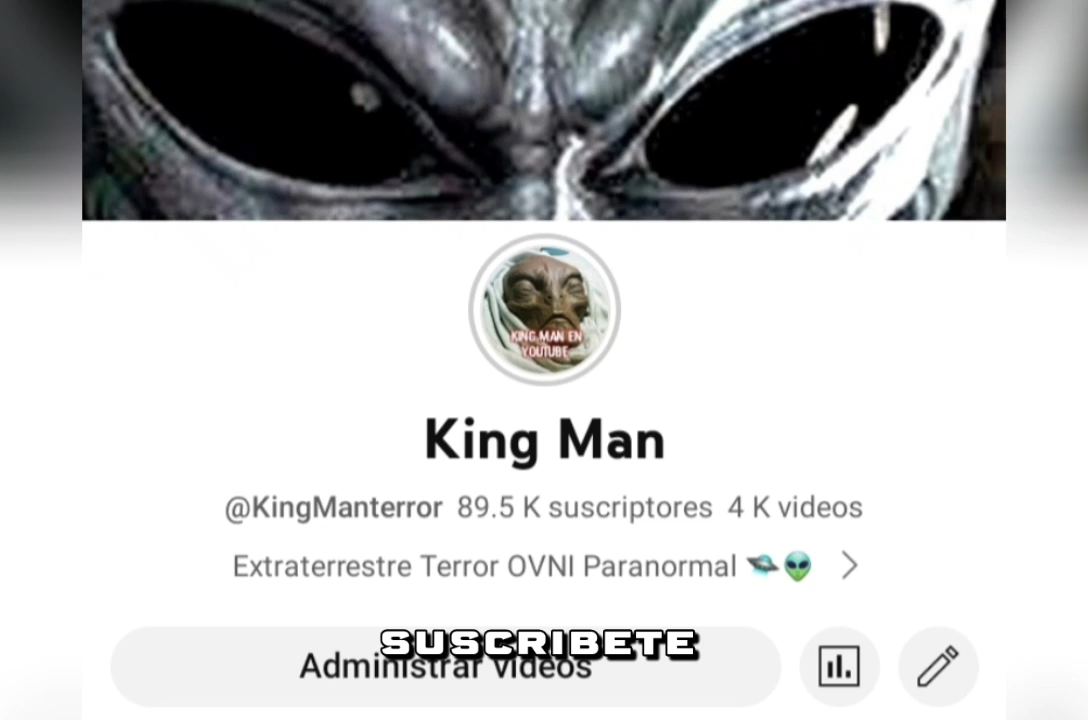 KING MAN EN
YOUTUBE
King Man
@KingManterror 89.5 K suscriptores 4 K videos
Extraterrestre Terror OVNI Paranormal 🛸👽
SUSCRIBETE
Administrar videos